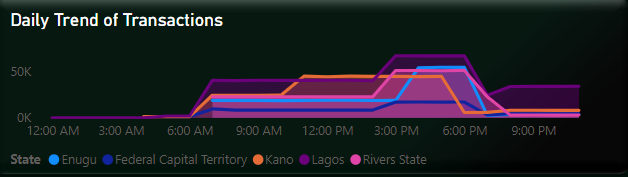 Daily Trend of Transactions
50K
0K
12:00 AM 3:00 AM 6:00 AM 9:00 AM 12:00 PM 3:00 PM 6:00 PM 9:00 PM
State Enugu Federal Capital Territory Kano Lagos Rivers State